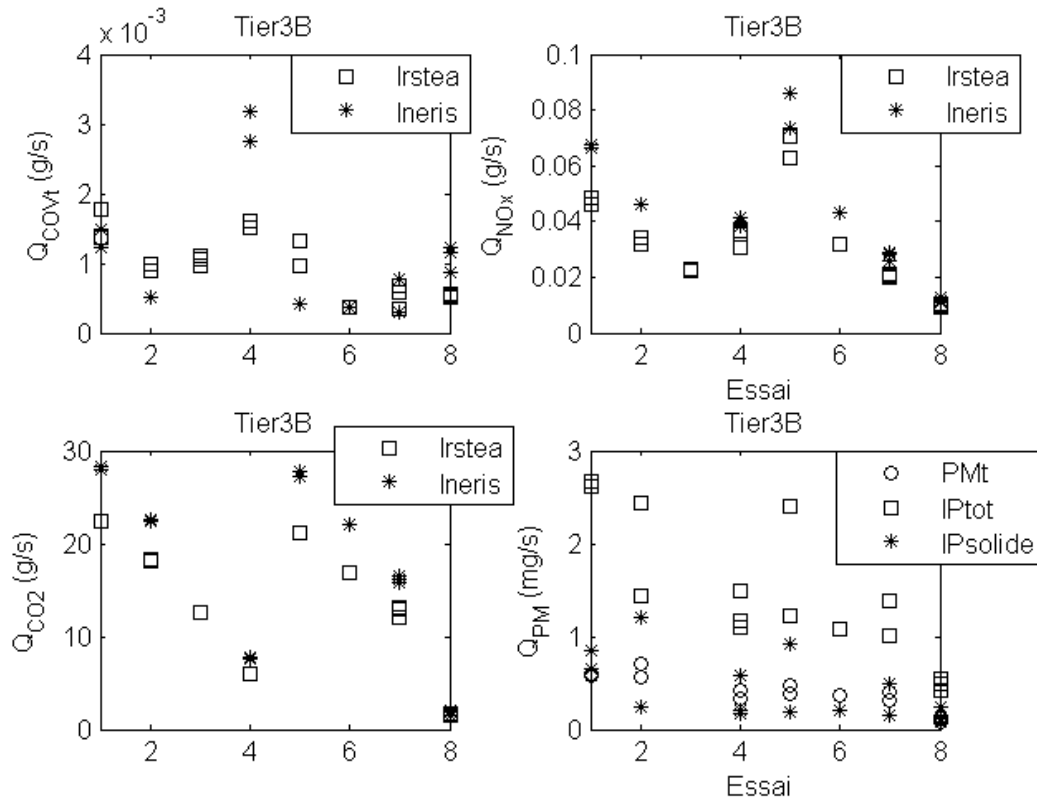 × 10⁻³
Tier3B
4
3
2
1
0
Q_COVt (g/s)
2 4 6 8
Irstea
Ineris
Tier3B
0.1
0.08
0.06
0.04
0.02
0
Q_NOx (g/s)
2 4 6 8
Essai
Irstea
Ineris
Tier3B
30
20
10
0
Q_CO2 (g/s)
2 4 6 8
Irstea
Ineris
Tier3B
3
2
1
0
Q_PM (mg/s)
2 4 6 8
Essai
PMt
IPtot
IPsolide